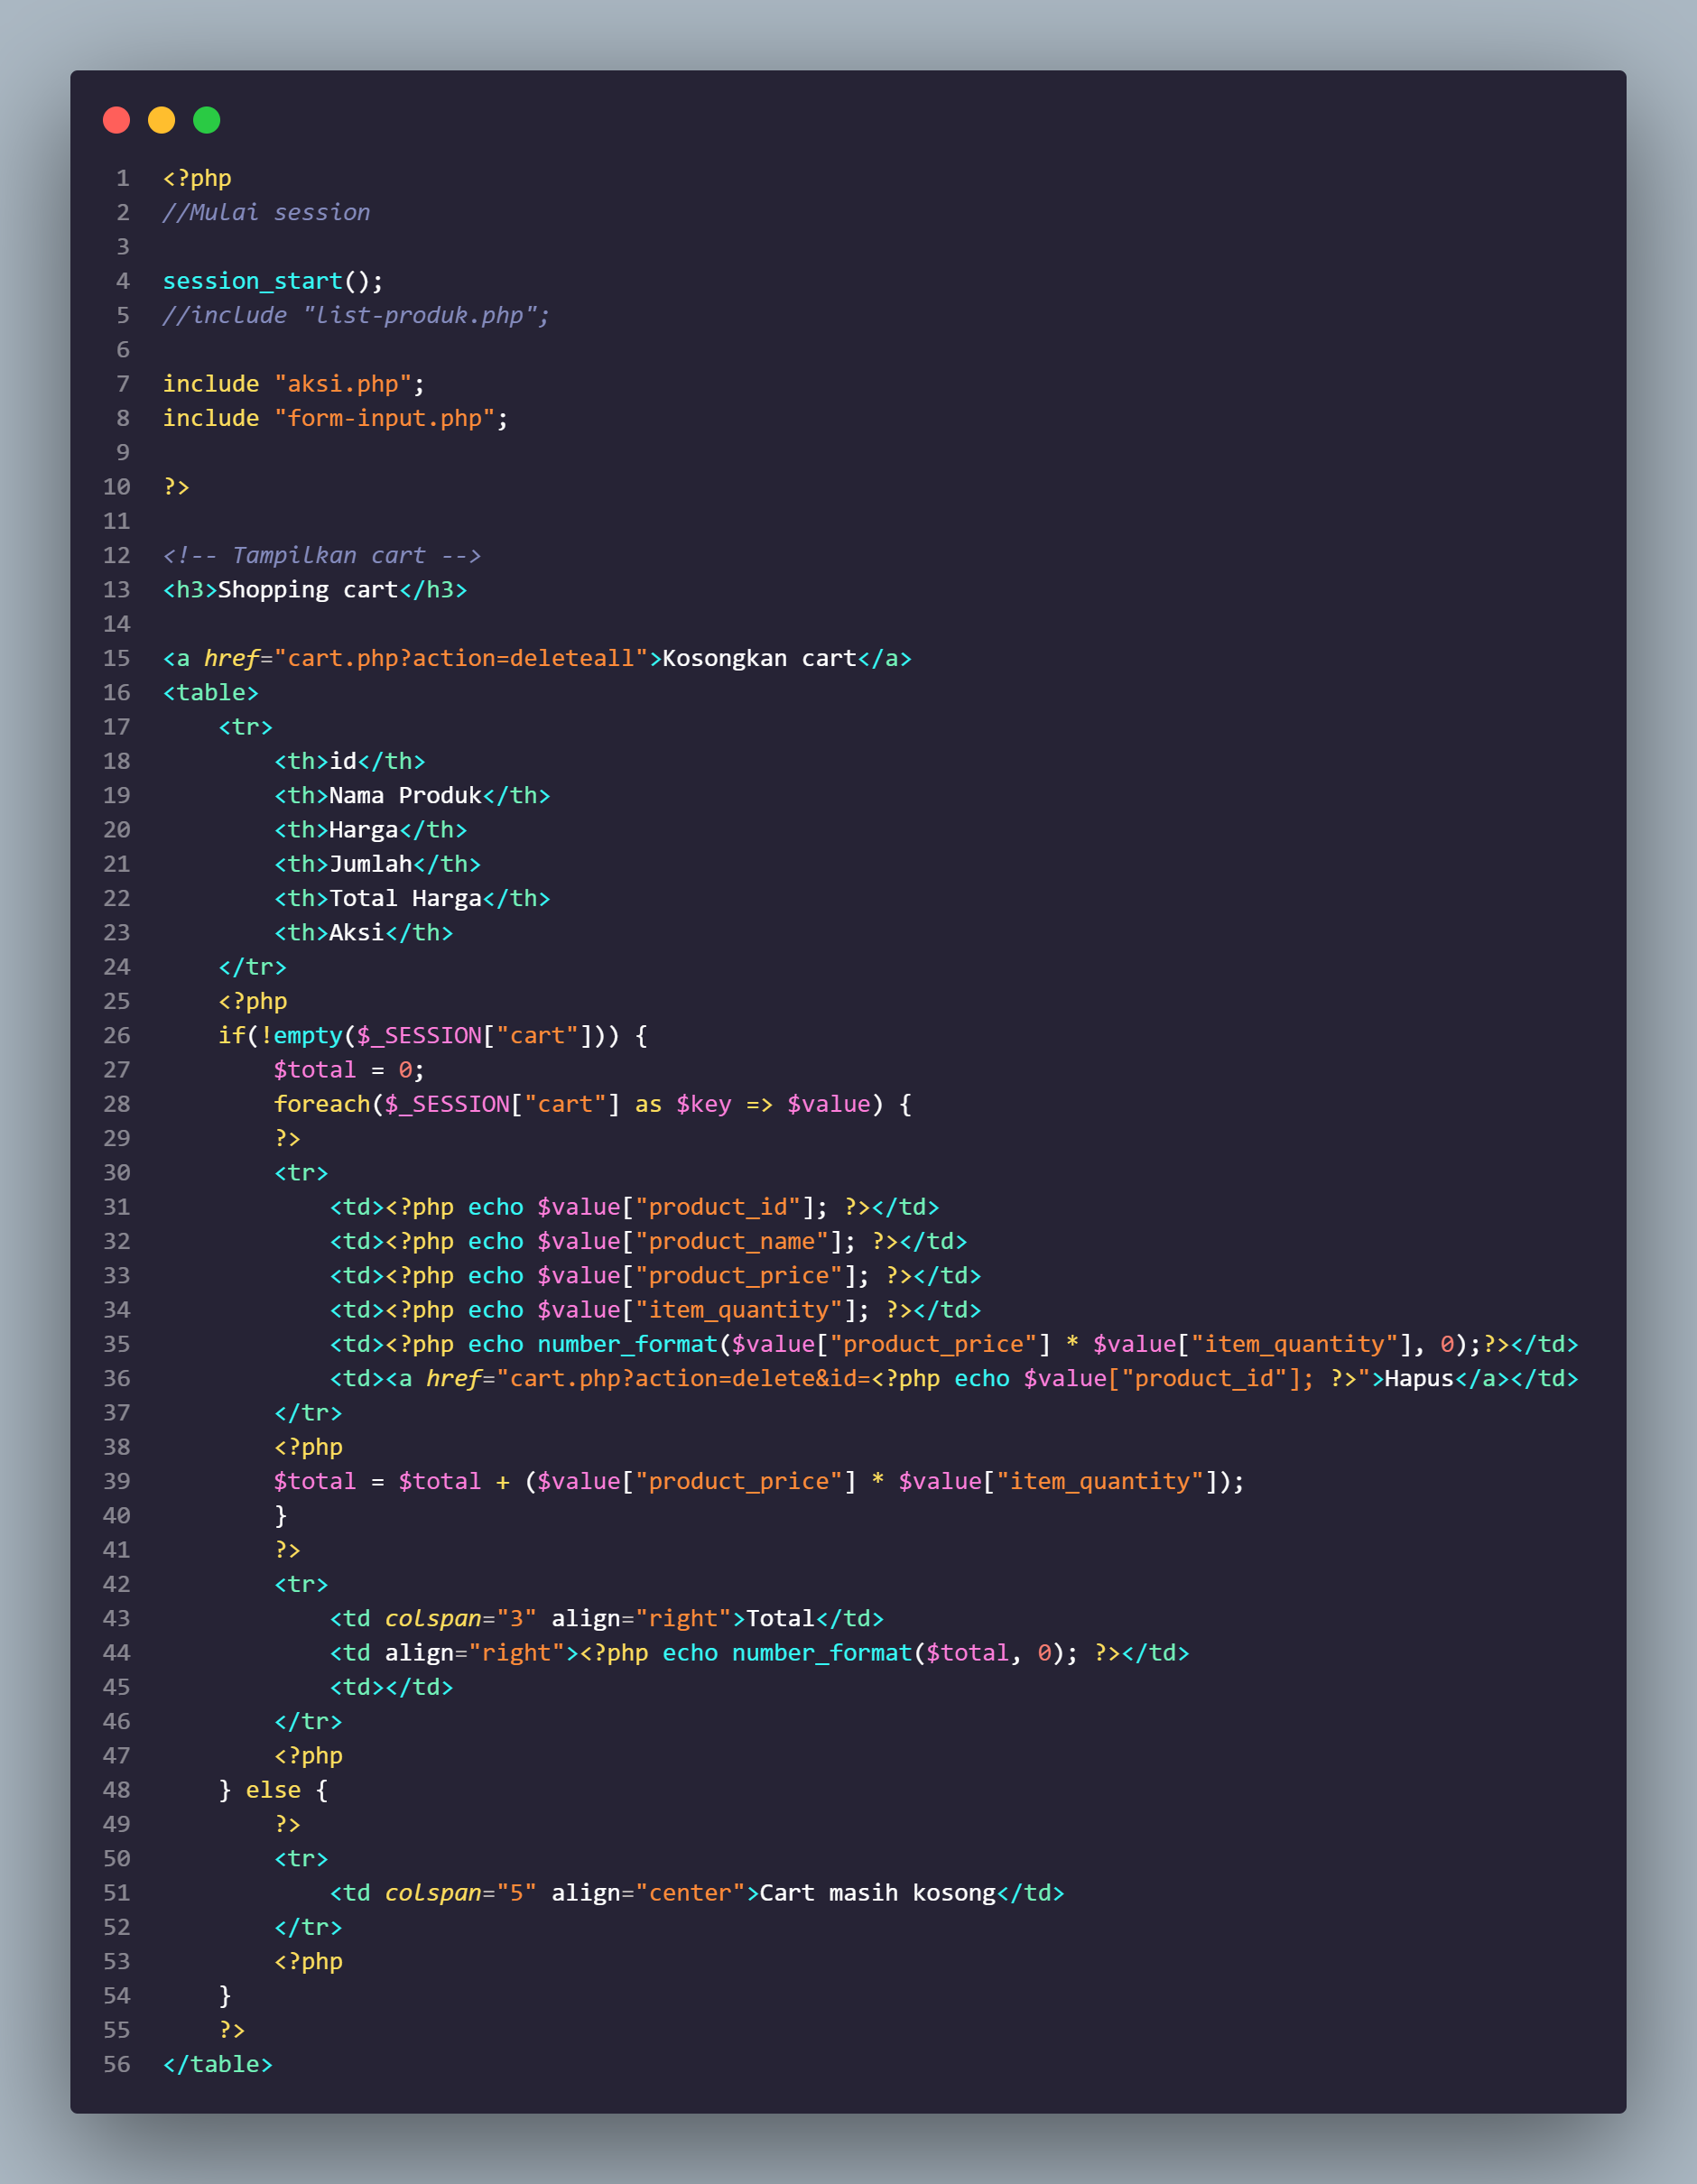 1 <?php
2 //Mulai session
3
4 session_start();
5 //include "list-produk.php";
6
7 include "aksi.php";
8 include "form-input.php";
9
10 ?>
11
12 <!-- Tampilkan cart -->
13 <h3>Shopping cart</h3>
14
15 <a href="cart.php?action=deleteall">Kosongkan cart</a>
16 <table>
17     <tr>
18         <th>id</th>
19         <th>Nama Produk</th>
20         <th>Harga</th>
21         <th>Jumlah</th>
22         <th>Total Harga</th>
23         <th>Aksi</th>
24     </tr>
25     <?php
26     if(!empty($_SESSION["cart"])) {
27         $total = 0;
28         foreach($_SESSION["cart"] as $key => $value) {
29         ?>
30         <tr>
31             <td><?php echo $value["product_id"]; ?></td>
32             <td><?php echo $value["product_name"]; ?></td>
33             <td><?php echo $value["product_price"]; ?></td>
34             <td><?php echo $value["item_quantity"]; ?></td>
35             <td><?php echo number_format($value["product_price"] * $value["item_quantity"], 0);?></td>
36             <td><a href="cart.php?action=delete&id=<?php echo $value["product_id"]; ?>">Hapus</a></td>
37         </tr>
38         <?php
39         $total = $total + ($value["product_price"] * $value["item_quantity"]);
40         }
41         ?>
42         <tr>
43             <td colspan="3" align="right">Total</td>
44             <td align="right"><?php echo number_format($total, 0); ?></td>
45             <td></td>
46         </tr>
47         <?php
48     } else {
49         ?>
50         <tr>
51             <td colspan="5" align="center">Cart masih kosong</td>
52         </tr>
53         <?php
54     }
55     ?>
56 </table>